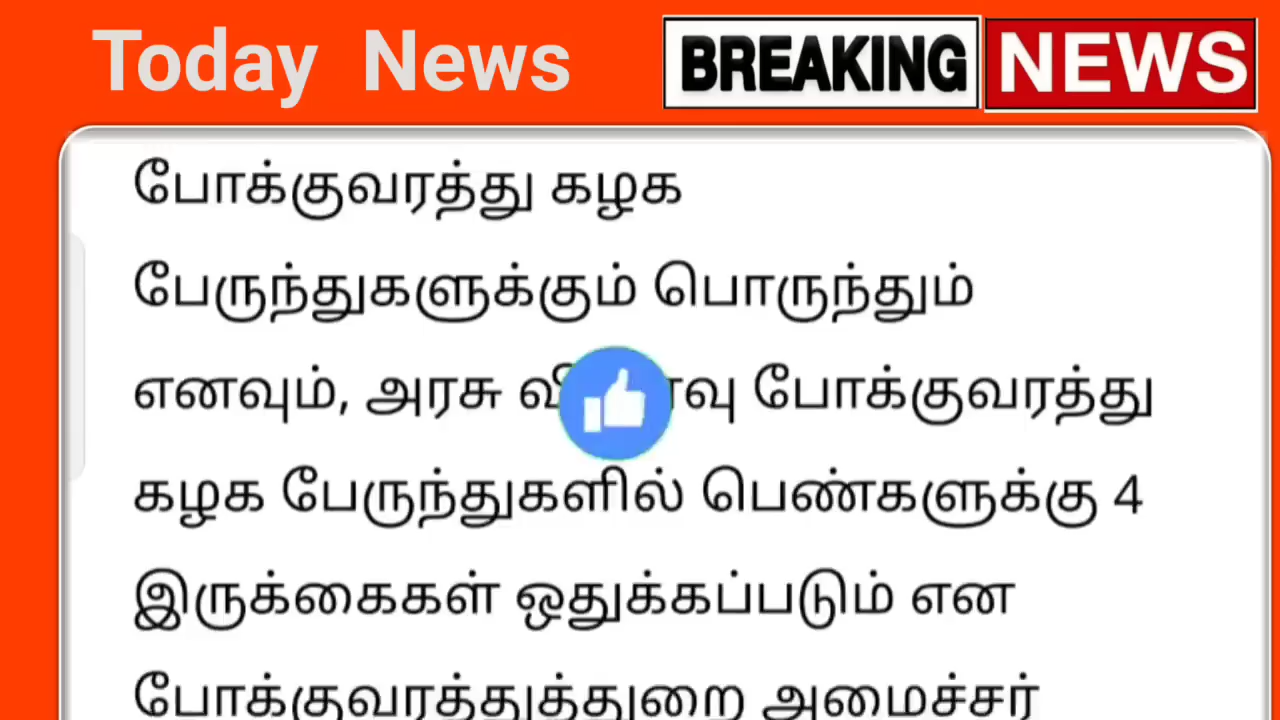 Today News
BREAKING NEWS
போக்குவரத்து கழக
பேருந்துகளுக்கும் பொருந்தும்
எனவும், அரசு போக்குவரத்து
கழக பேருந்துகளில் பெண்களுக்கு 4
இருக்கைகள் ஒதுக்கப்படும் என
போக்குவரத்துத்துறை அமைச்சர்